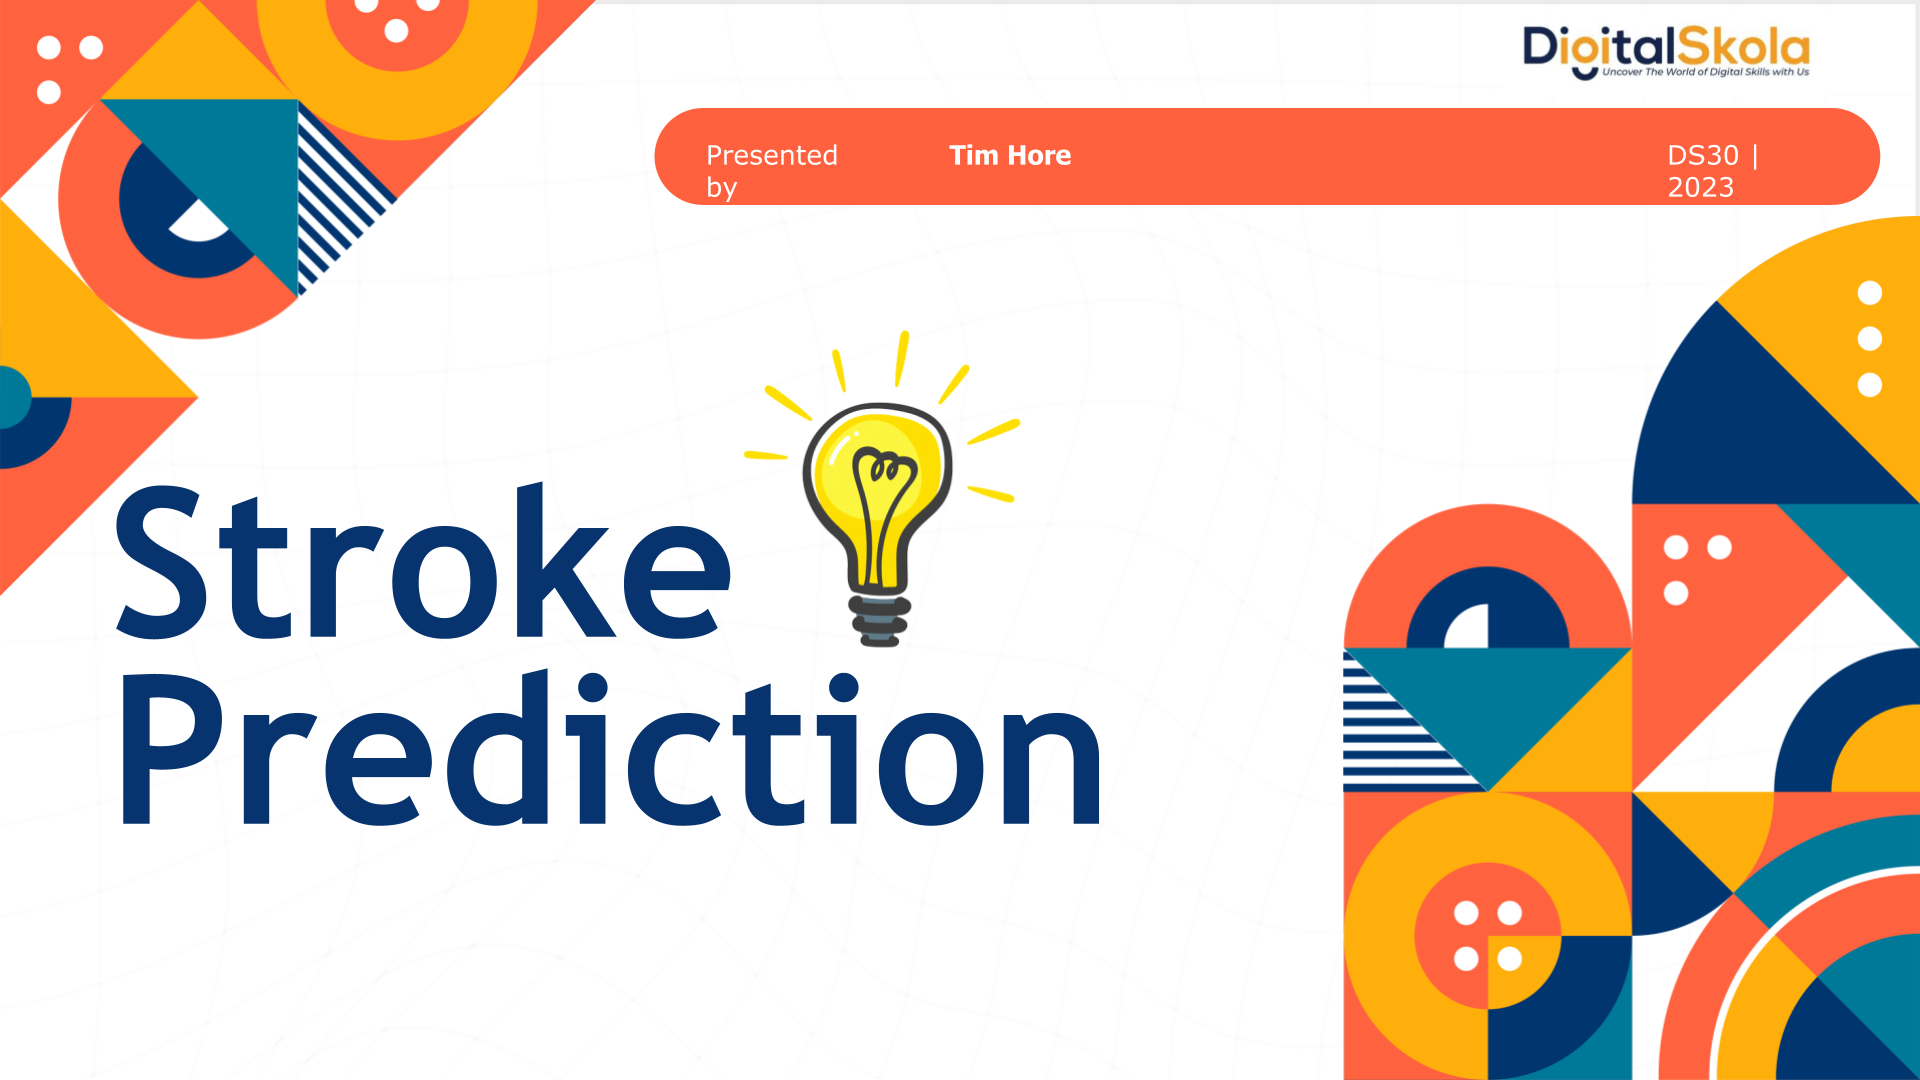 DigitalSkola
Uncover The World of Digital Skills with Us
Presented by
Tim Hore
DS30 |
2023
Stroke
Prediction